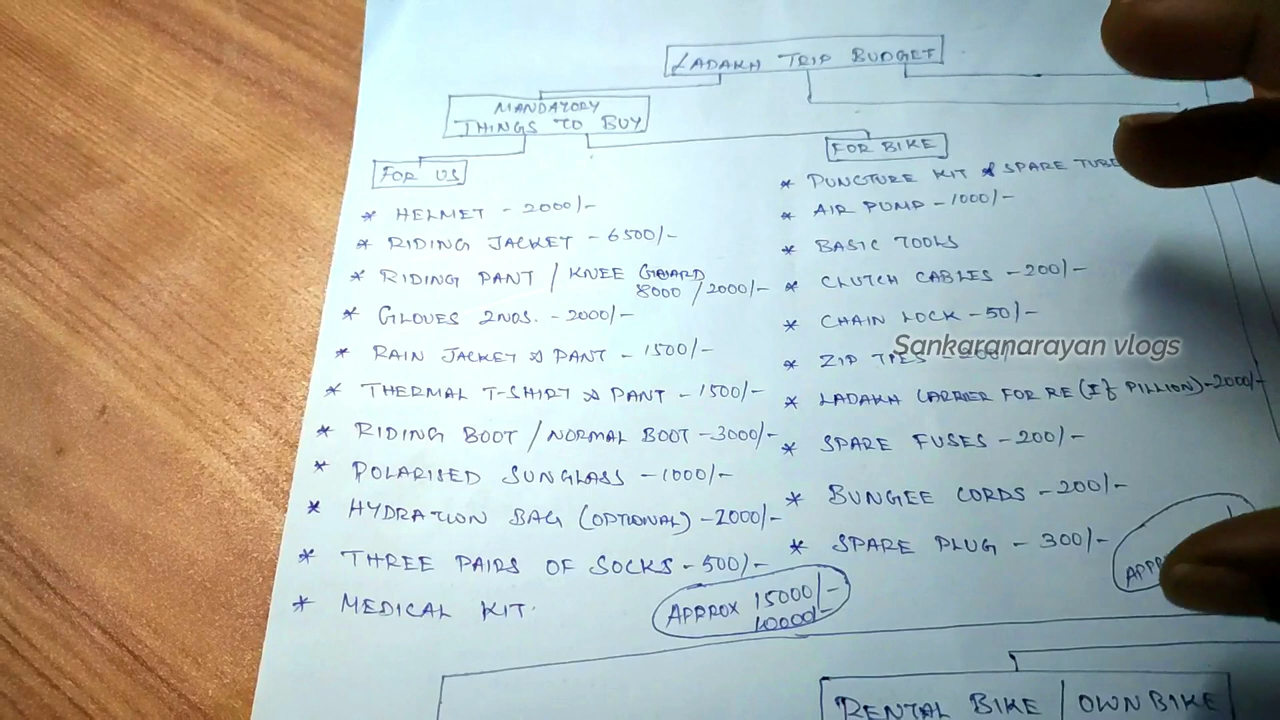 LADAKH TRIP BUDGET
MANDATORY
THINGS TO BUY
FOR US
* HELMET - 2000/-
* RIDING JACKET - 6500/-
* RIDING PANT / KNEE GUARD
8000 / 2000/-
* GLOVES 2NOS. - 2000/-
* RAIN JACKET & PANT - 1500/-
* THERMAL T-SHIRT & PANT - 1500/-
* RIDING BOOT / NORMAL BOOT - 3000/-
* POLARISED SUNGLASS - 1000/-
* HYDRATION BAG (OPTIONAL) - 2000/-
* THREE PAIRS OF SOCKS - 500/-
* MEDICAL KIT.
APPROX 15000/-
10000/-
FOR BIKE
* PUNCTURE KIT & SPARE TUBE
* AIR PUMP - 1000/-
* BASIC TOOLS
* CLUTCH CABLES - 200/-
* CHAIN LOCK - 50/-
Sankaranarayan vlogs
* ZIP TIES
* LADAKH CARRIER FOR RE (If PILLION) - 2000/-
* SPARE FUSES - 200/-
* BUNGEE CORDS - 200/-
* SPARE PLUG - 300/-
RENTAL BIKE / OWN BIKE